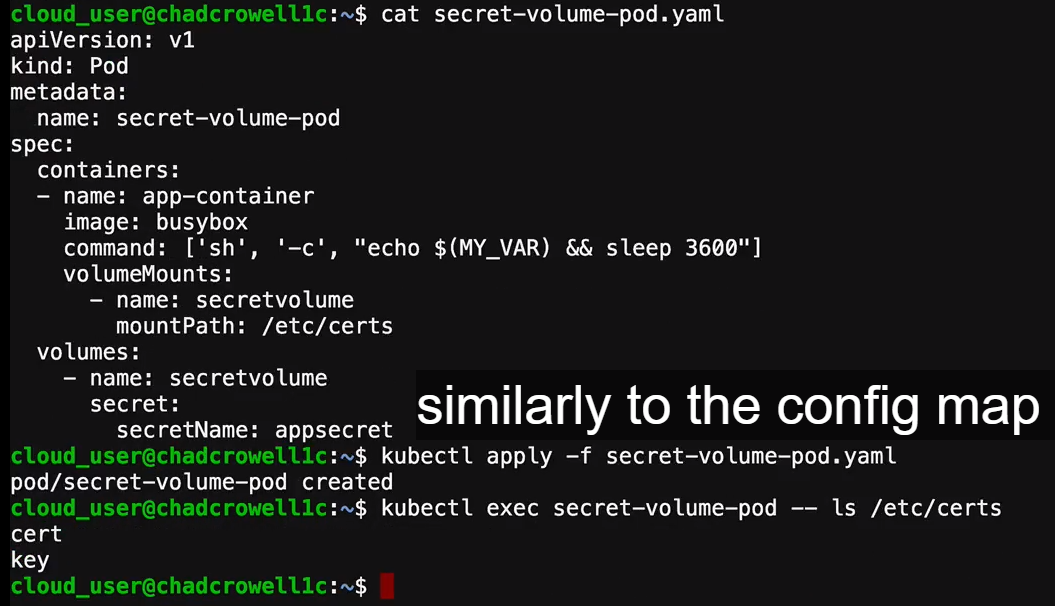 cloud_user@chadcrowell1c:~$ cat secret-volume-pod.yaml
apiVersion: v1
kind: Pod
metadata:
  name: secret-volume-pod
spec:
  containers:
  - name: app-container
    image: busybox
    command: ['sh', '-c', "echo $(MY_VAR) && sleep 3600"]
    volumeMounts:
      - name: secretvolume
        mountPath: /etc/certs
  volumes:
    - name: secretvolume
      secret:
        secretName: appsecret
similarly to the config map
cloud_user@chadcrowell1c:~$ kubectl apply -f secret-volume-pod.yaml
pod/secret-volume-pod created
cloud_user@chadcrowell1c:~$ kubectl exec secret-volume-pod -- ls /etc/certs
cert
key
cloud_user@chadcrowell1c:~$